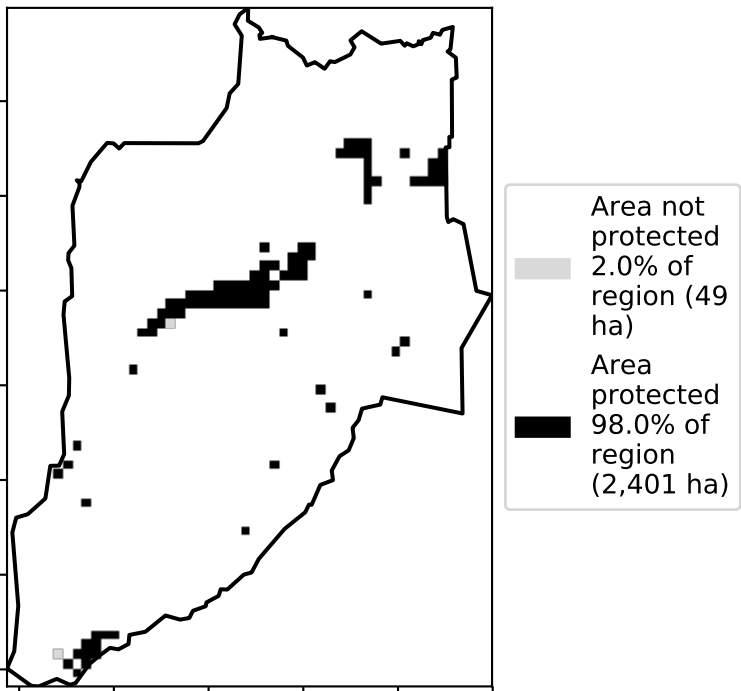 Area not
protected
2.0% of
region (49
ha)
Area
protected
98.0% of
region
(2,401 ha)